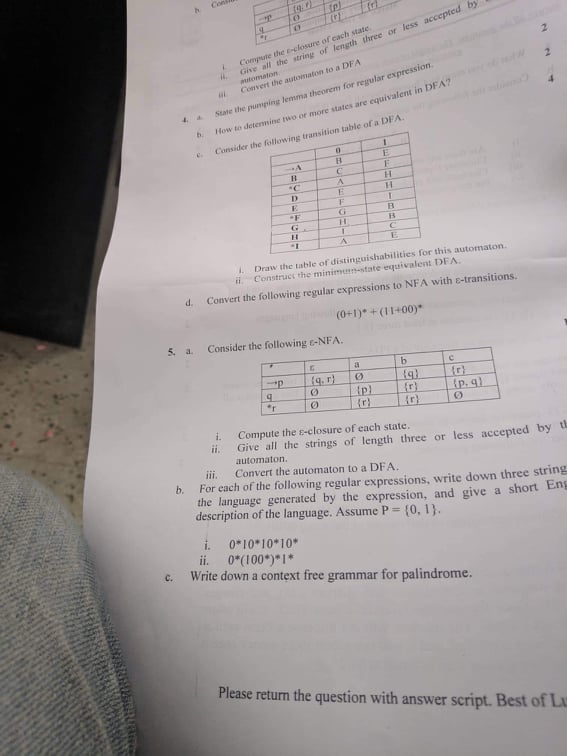 b.
{q, r} {p} {r}
→p Ø {r}
q Ø
*r
i. Compute the ε-closure of each state.
ii. Give all the string of length three or less accepted by
automaton.
iii. Convert the automaton to a DFA
4. a. State the pumping lemma theorem for regular expression. 2
b. How to determine two or more states are equivalent in DFA? 2
c. Consider the following transition table of a DFA. 4
0 1
→A B E
B C F
*C A H
D E H
E F I
*F G B
G H B
H I C
*I A E
i. Draw the table of distinguishabilities for this automaton.
ii. Construct the minimum-state equivalent DFA.
d. Convert the following regular expressions to NFA with ε-transitions.
(0+1)* + (11+00)*
5. a. Consider the following ε-NFA.
ε a b c
→p {q, r} Ø {q} {r}
q Ø {p} {r} {p, q}
*r Ø {r} {r} Ø
i. Compute the ε-closure of each state.
ii. Give all the strings of length three or less accepted by
automaton.
iii. Convert the automaton to a DFA.
b. For each of the following regular expressions, write down three string
the language generated by the expression, and give a short Eng
description of the language. Assume P = {0, 1}.
i. 0*10*10*10*
ii. 0*(100*)*1*
c. Write down a context free grammar for palindrome.
Please return the question with answer script. Best of Lu